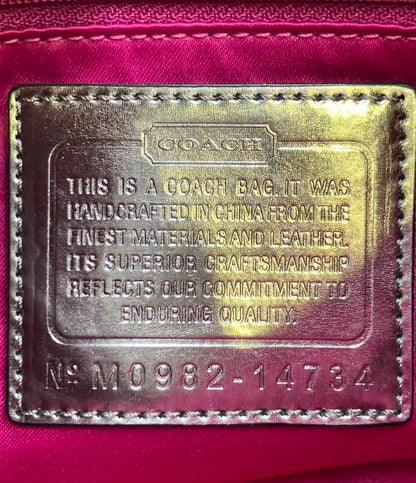 COACH
THIS IS A COACH BAG. IT WAS
HANDCRAFTED IN CHINA FROM THE
FINEST MATERIALS AND LEATHER.
ITS SUPERIOR CRAFTSMANSHIP
REFLECTS OUR COMMITMENT TO
ENDURING QUALITY.
Nº M0982-14734